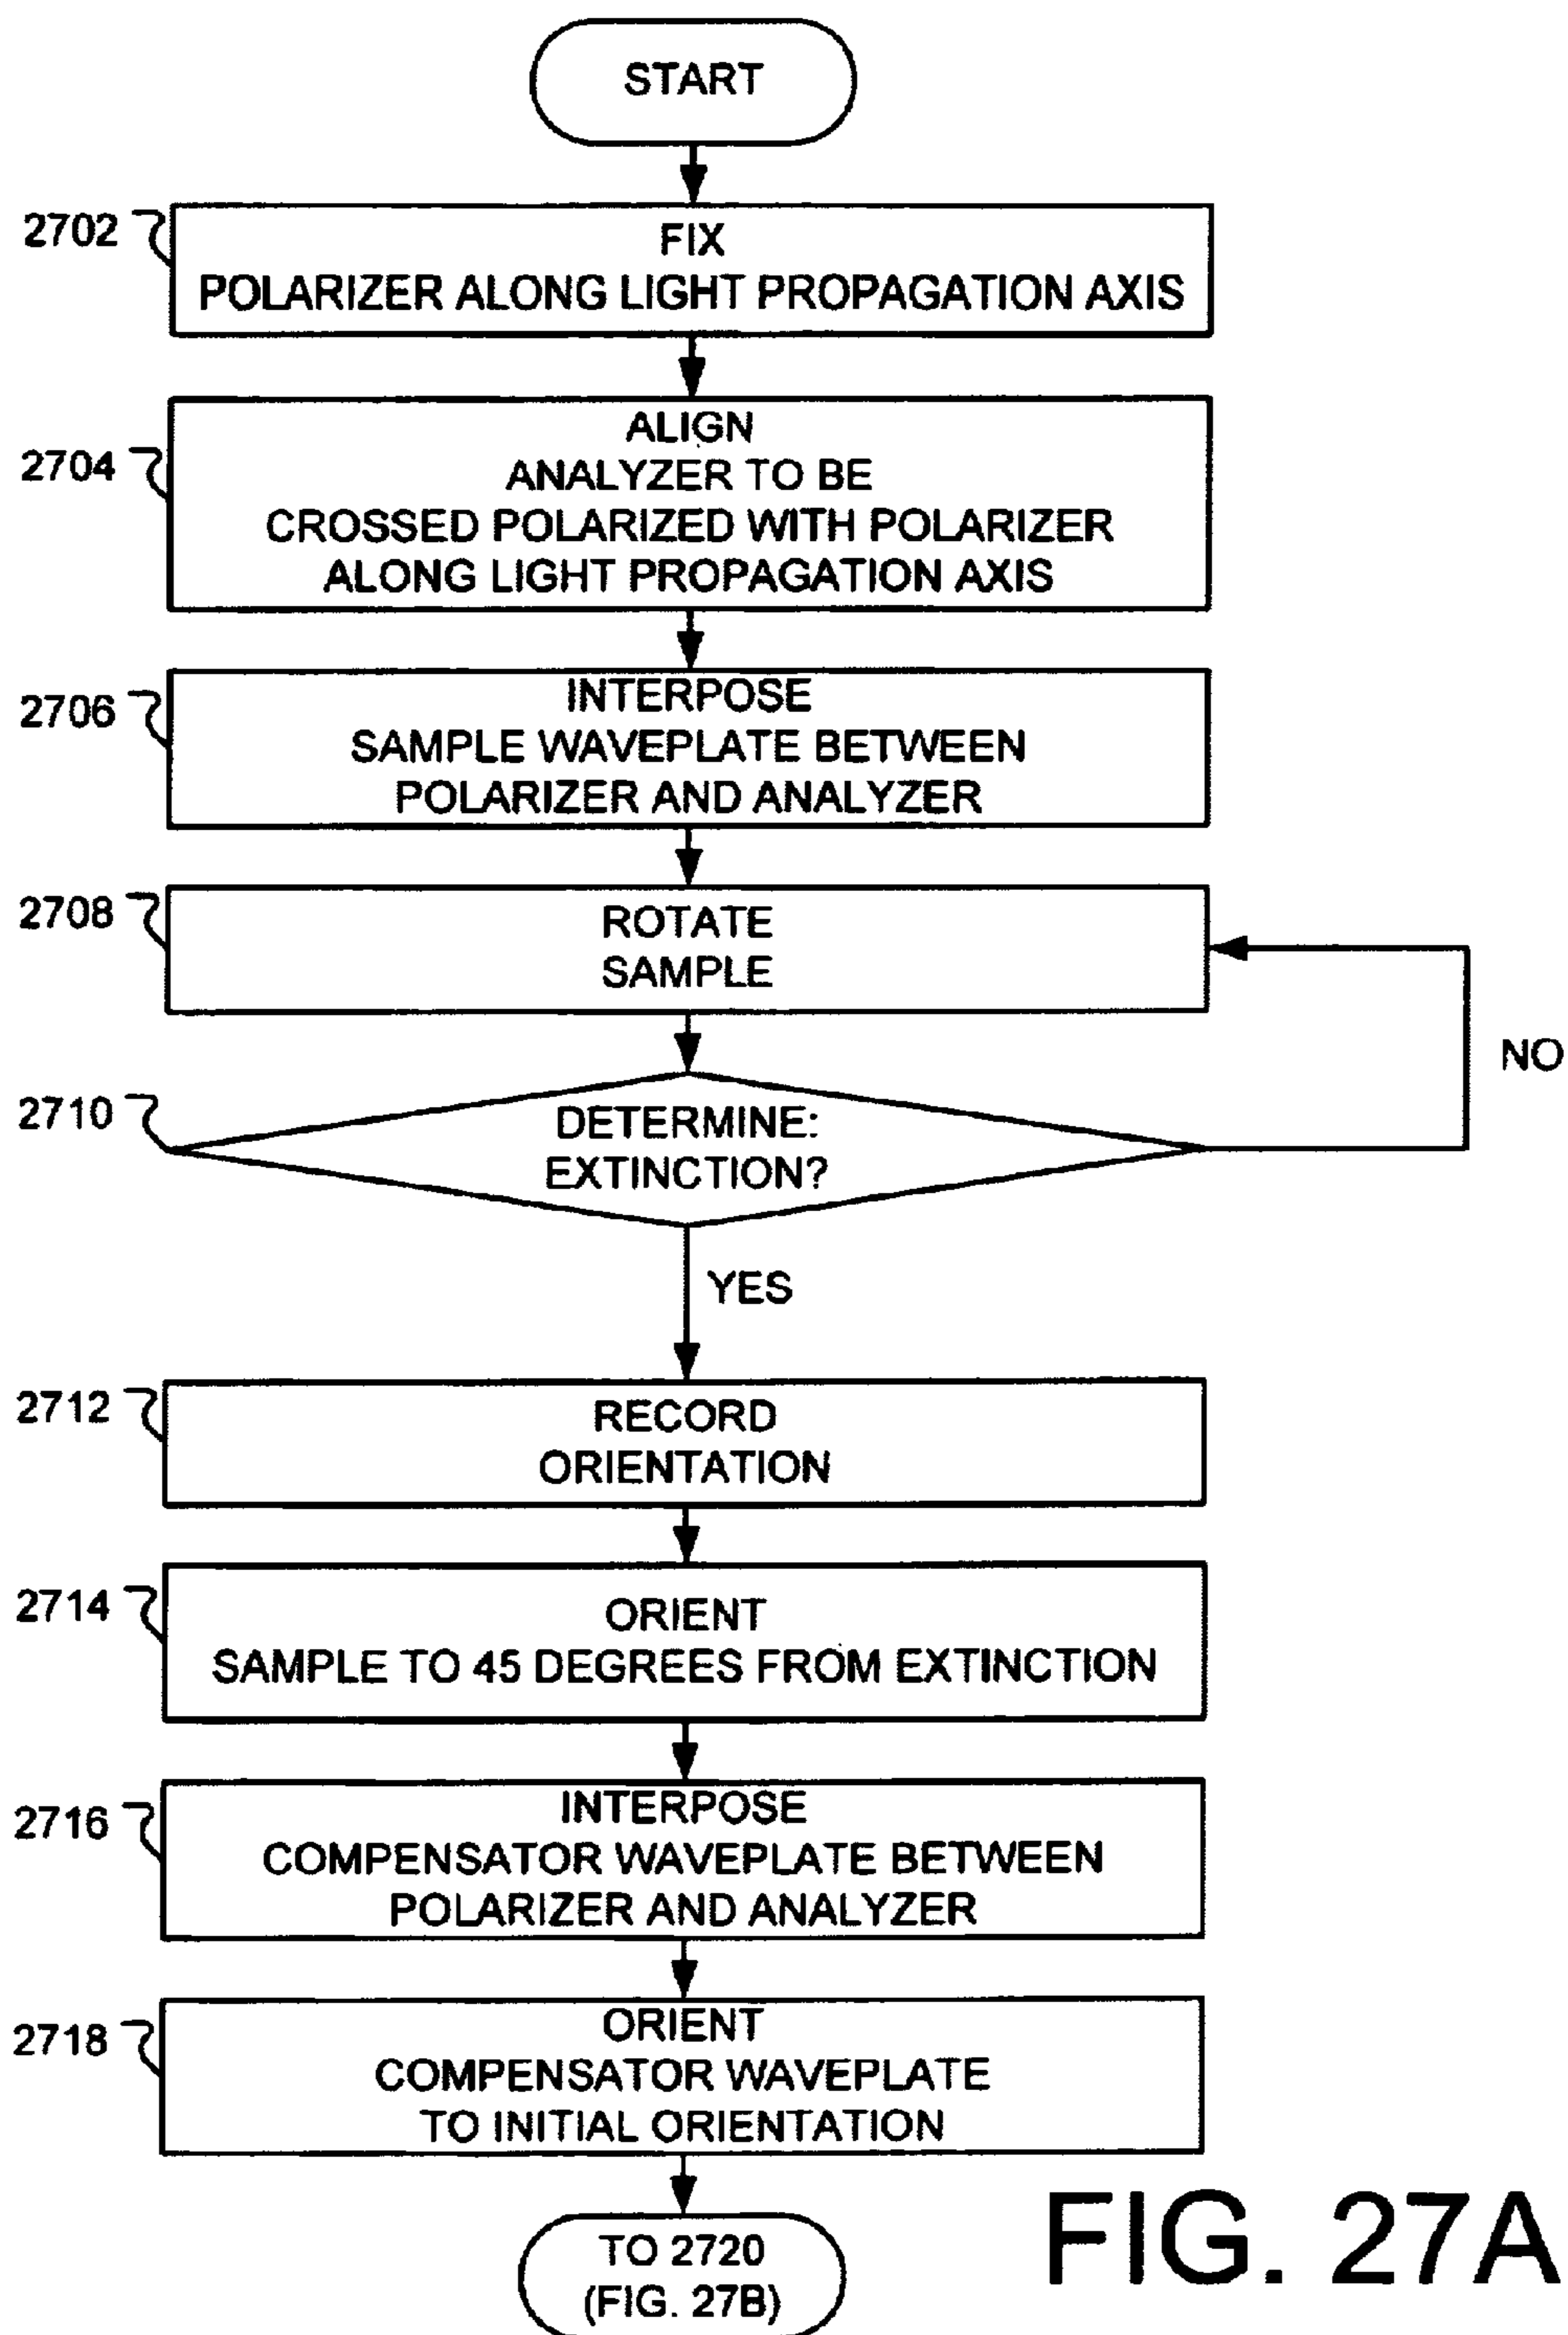 START
2702
FIX
POLARIZER ALONG LIGHT PROPAGATION AXIS
2704
ALIGN
ANALYZER TO BE
CROSSED POLARIZED WITH POLARIZER
ALONG LIGHT PROPAGATION AXIS
2706
INTERPOSE
SAMPLE WAVEPLATE BETWEEN
POLARIZER AND ANALYZER
2708
ROTATE
SAMPLE
NO
2710
DETERMINE:
EXTINCTION?
YES
2712
RECORD
ORIENTATION
2714
ORIENT
SAMPLE TO 45 DEGREES FROM EXTINCTION
2716
INTERPOSE
COMPENSATOR WAVEPLATE BETWEEN
POLARIZER AND ANALYZER
2718
ORIENT
COMPENSATOR WAVEPLATE
TO INITIAL ORIENTATION
TO 2720
(FIG. 27B)
FIG. 27A